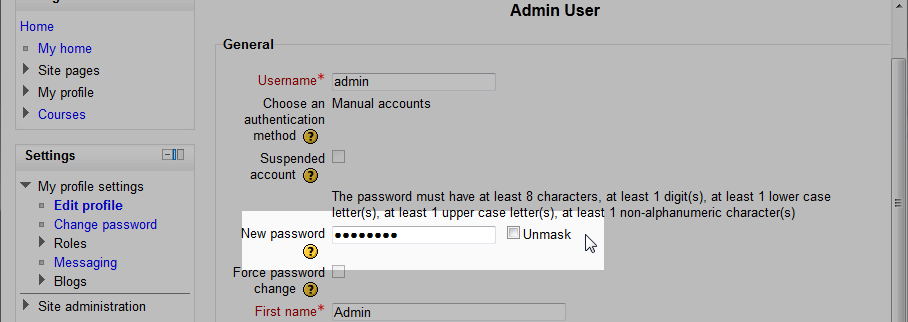 Home
My home
Site pages
My profile
Courses
Settings
My profile settings
Edit profile
Change password
Roles
Messaging
Blogs
Site administration
Admin User
General
Username*
admin
Choose an
authentication
method
Manual accounts
Suspended
account
The password must have at least 8 characters, at least 1 digit(s), at least 1 lower case
letter(s), at least 1 upper case letter(s), at least 1 non-alphanumeric character(s)
New password
●●●●●●●●
Unmask
Force password
change
First name*
Admin